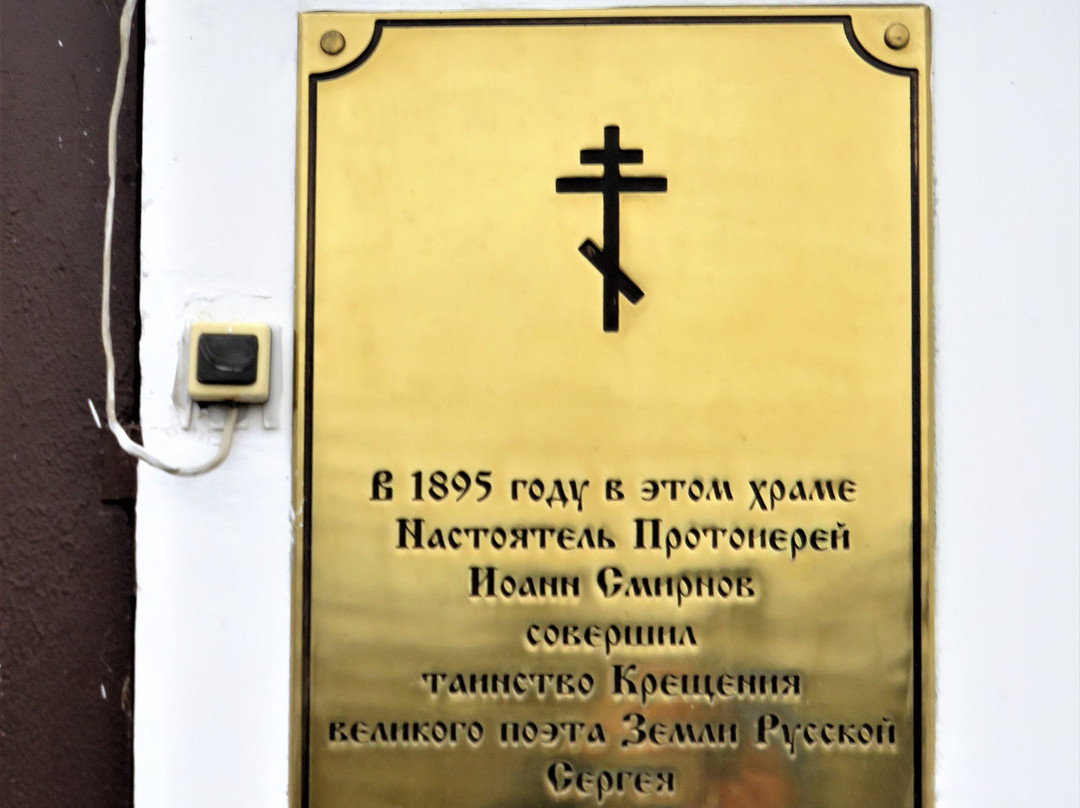 В 1895 году в этом храме
Настоятель Протоиерей
Иоанн Смирнов
совершил
таинство Крещения
великого поэта Земли Русской
Сергея